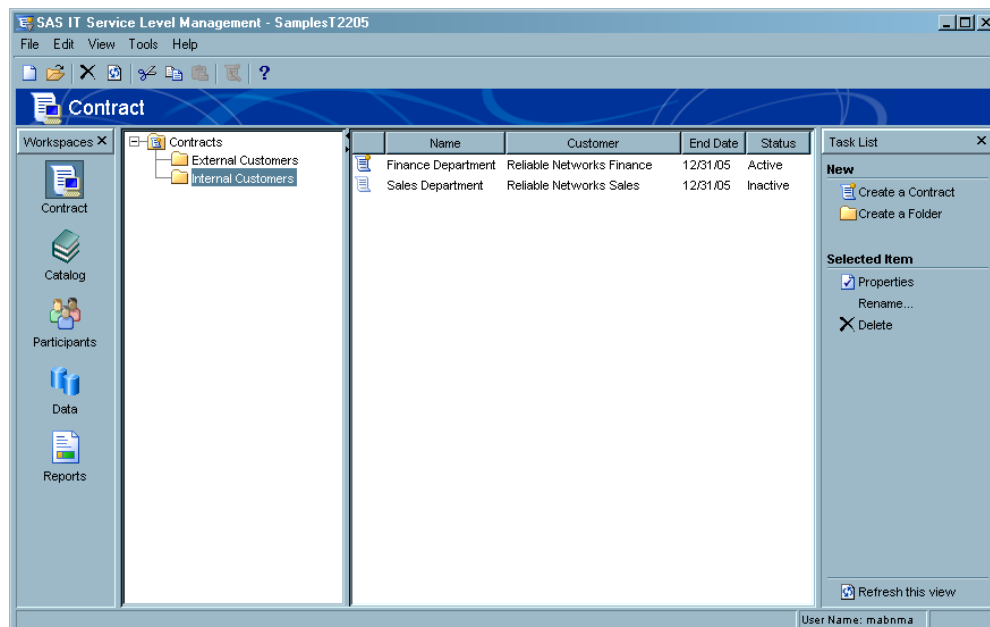 SAS IT Service Level Management - SamplesT2205
File Edit View Tools Help
?
Contract
Workspaces
Contract
Catalog
Participants
Data
Reports
Contracts
External Customers
Internal Customers
Name Customer End Date Status
Finance Department Reliable Networks Finance 12/31/05 Active
Sales Department Reliable Networks Sales 12/31/05 Inactive
Task List
New
Create a Contract
Create a Folder
Selected Item
Properties
Rename...
Delete
Refresh this view
User Name: mabnma